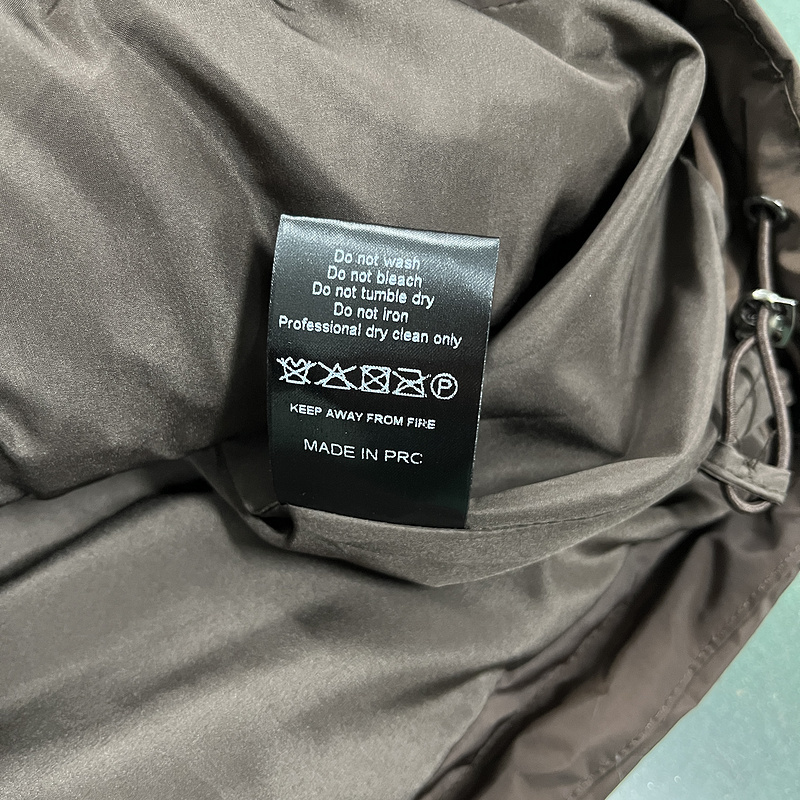 Do not wash
Do not bleach
Do not tumble dry
Do not iron
Professional dry clean only
P
KEEP AWAY FROM FIRE
MADE IN PRC